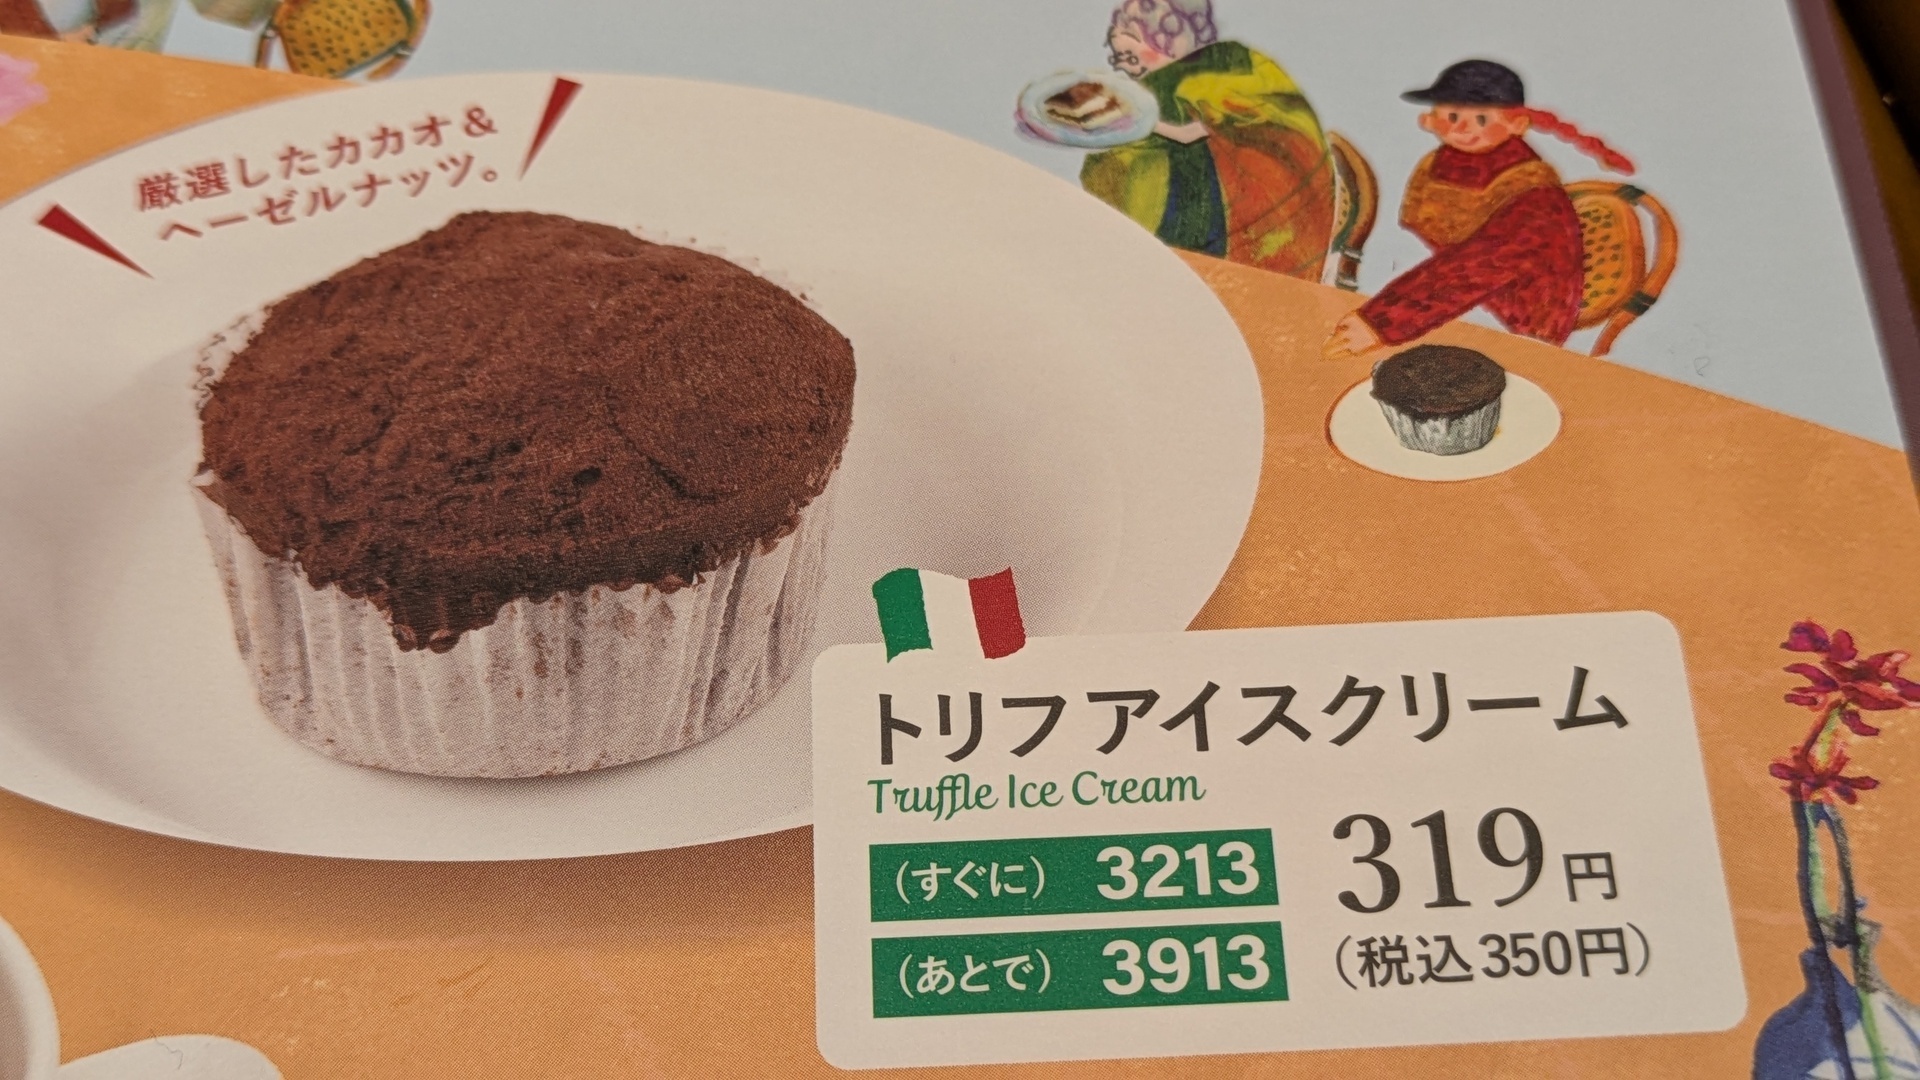 厳選したカカオ＆
ヘーゼルナッツ。
トリフアイスクリーム
Truffle Ice Cream
(すぐに) 3213
(あとで) 3913
319円
(税込350円)